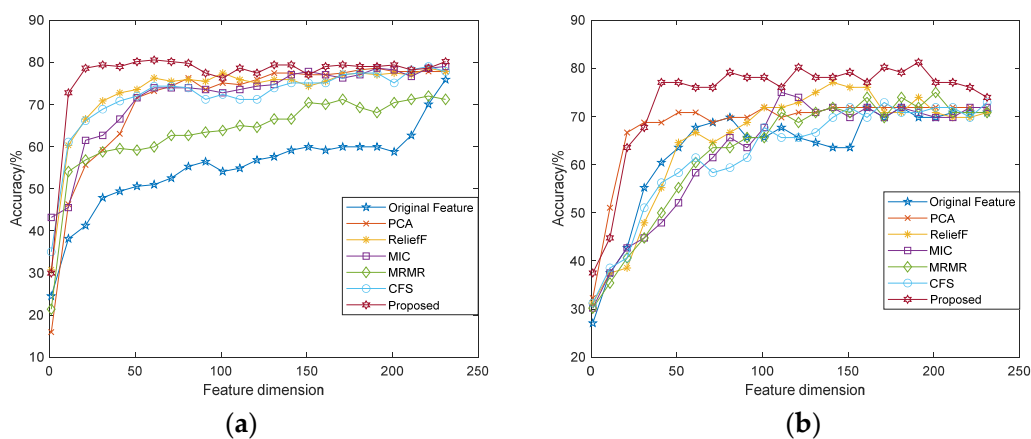 90
80
70
60
50
40
30
20
10
0 50 100 150 200 250
Accuracy/%
Feature dimension
Original Feature
PCA
ReliefF
MIC
MRMR
CFS
Proposed
(a)
90
80
70
60
50
40
30
20
0 50 100 150 200 250
Accuracy/%
Feature dimension
Original Feature
PCA
ReliefF
MIC
MRMR
CFS
Proposed
(b)